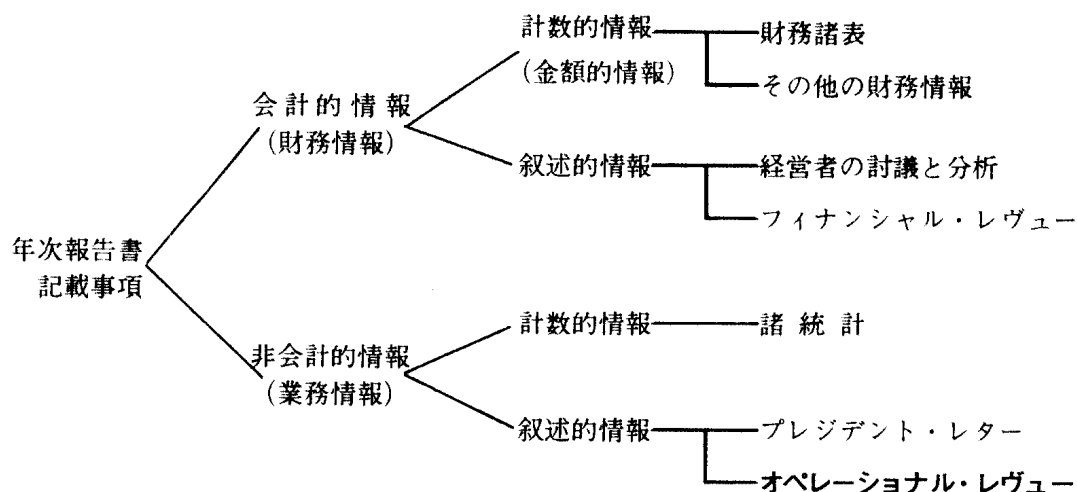 年次報告書
記載事項
会計的情報
(財務情報)
計数的情報
(金額的情報)
財務諸表
その他の財務情報
叙述的情報
経営者の討議と分析
フィナンシャル・レヴュー
非会計的情報
(業務情報)
計数的情報
諸統計
叙述的情報
プレジデント・レター
オペレーショナル・レヴュー